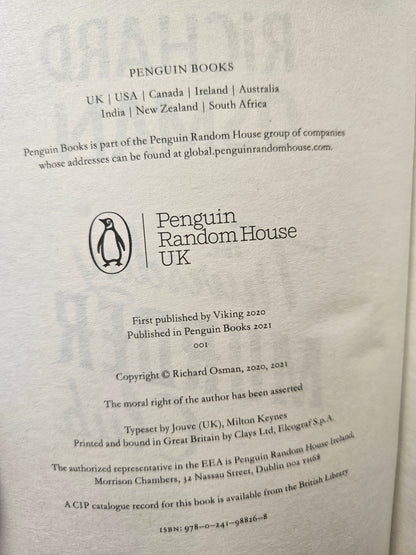 PENGUIN BOOKS
UK | USA | Canada | Ireland | Australia
India | New Zealand | South Africa
Penguin Books is part of the Penguin Random House group of companies
whose addresses can be found at global.penguinrandomhouse.com.
Penguin
Random House
UK
First published by Viking 2020
Published in Penguin Books 2021
001
Copyright © Richard Osman, 2020, 2021
The moral right of the author has been asserted
Typeset by Jouve (UK), Milton Keynes
Printed and bound in Great Britain by Clays Ltd, Elcograf S.p.A.
The authorized representative in the EEA is Penguin Random House Ireland,
Morrison Chambers, 32 Nassau Street, Dublin D02 YH68
A CIP catalogue record for this book is available from the British Library
ISBN: 978-0-241-98826-8